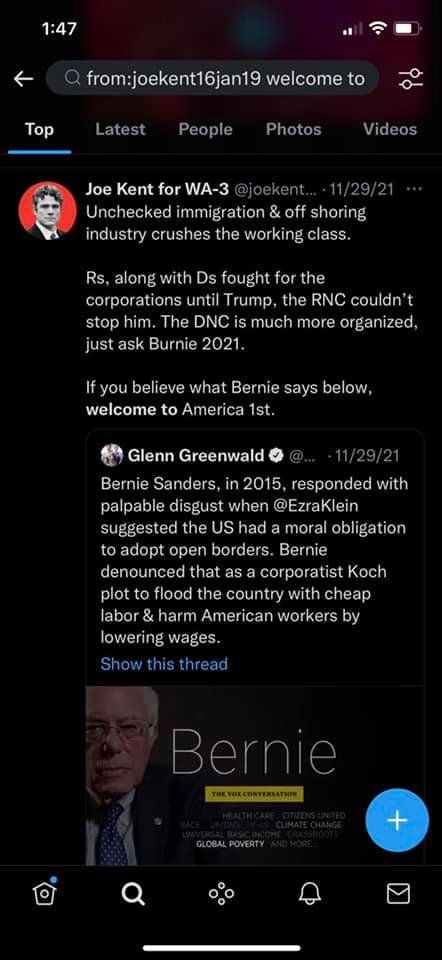 1:47
from:joekent16jan19 welcome to
Top Latest People Photos Videos
Joe Kent for WA-3 @joekent... · 11/29/21 ...
Unchecked immigration & off shoring
industry crushes the working class.
Rs, along with Ds fought for the
corporations until Trump, the RNC couldn't
stop him. The DNC is much more organized,
just ask Burnie 2021.
If you believe what Bernie says below,
welcome to America 1st.
Glenn Greenwald @... · 11/29/21
Bernie Sanders, in 2015, responded with
palpable disgust when @EzraKlein
suggested the US had a moral obligation
to adopt open borders. Bernie
denounced that as a corporatist Koch
plot to flood the country with cheap
labor & harm American workers by
lowering wages.
Show this thread
Bernie
THE VOX CONVERSATION
HEALTH CARE CITIZENS UNITED
RACE UNIONS CLIMATE CHANGE
UNIVERSAL BASIC INCOME GRASSROOTS
GLOBAL POVERTY AND MORE...